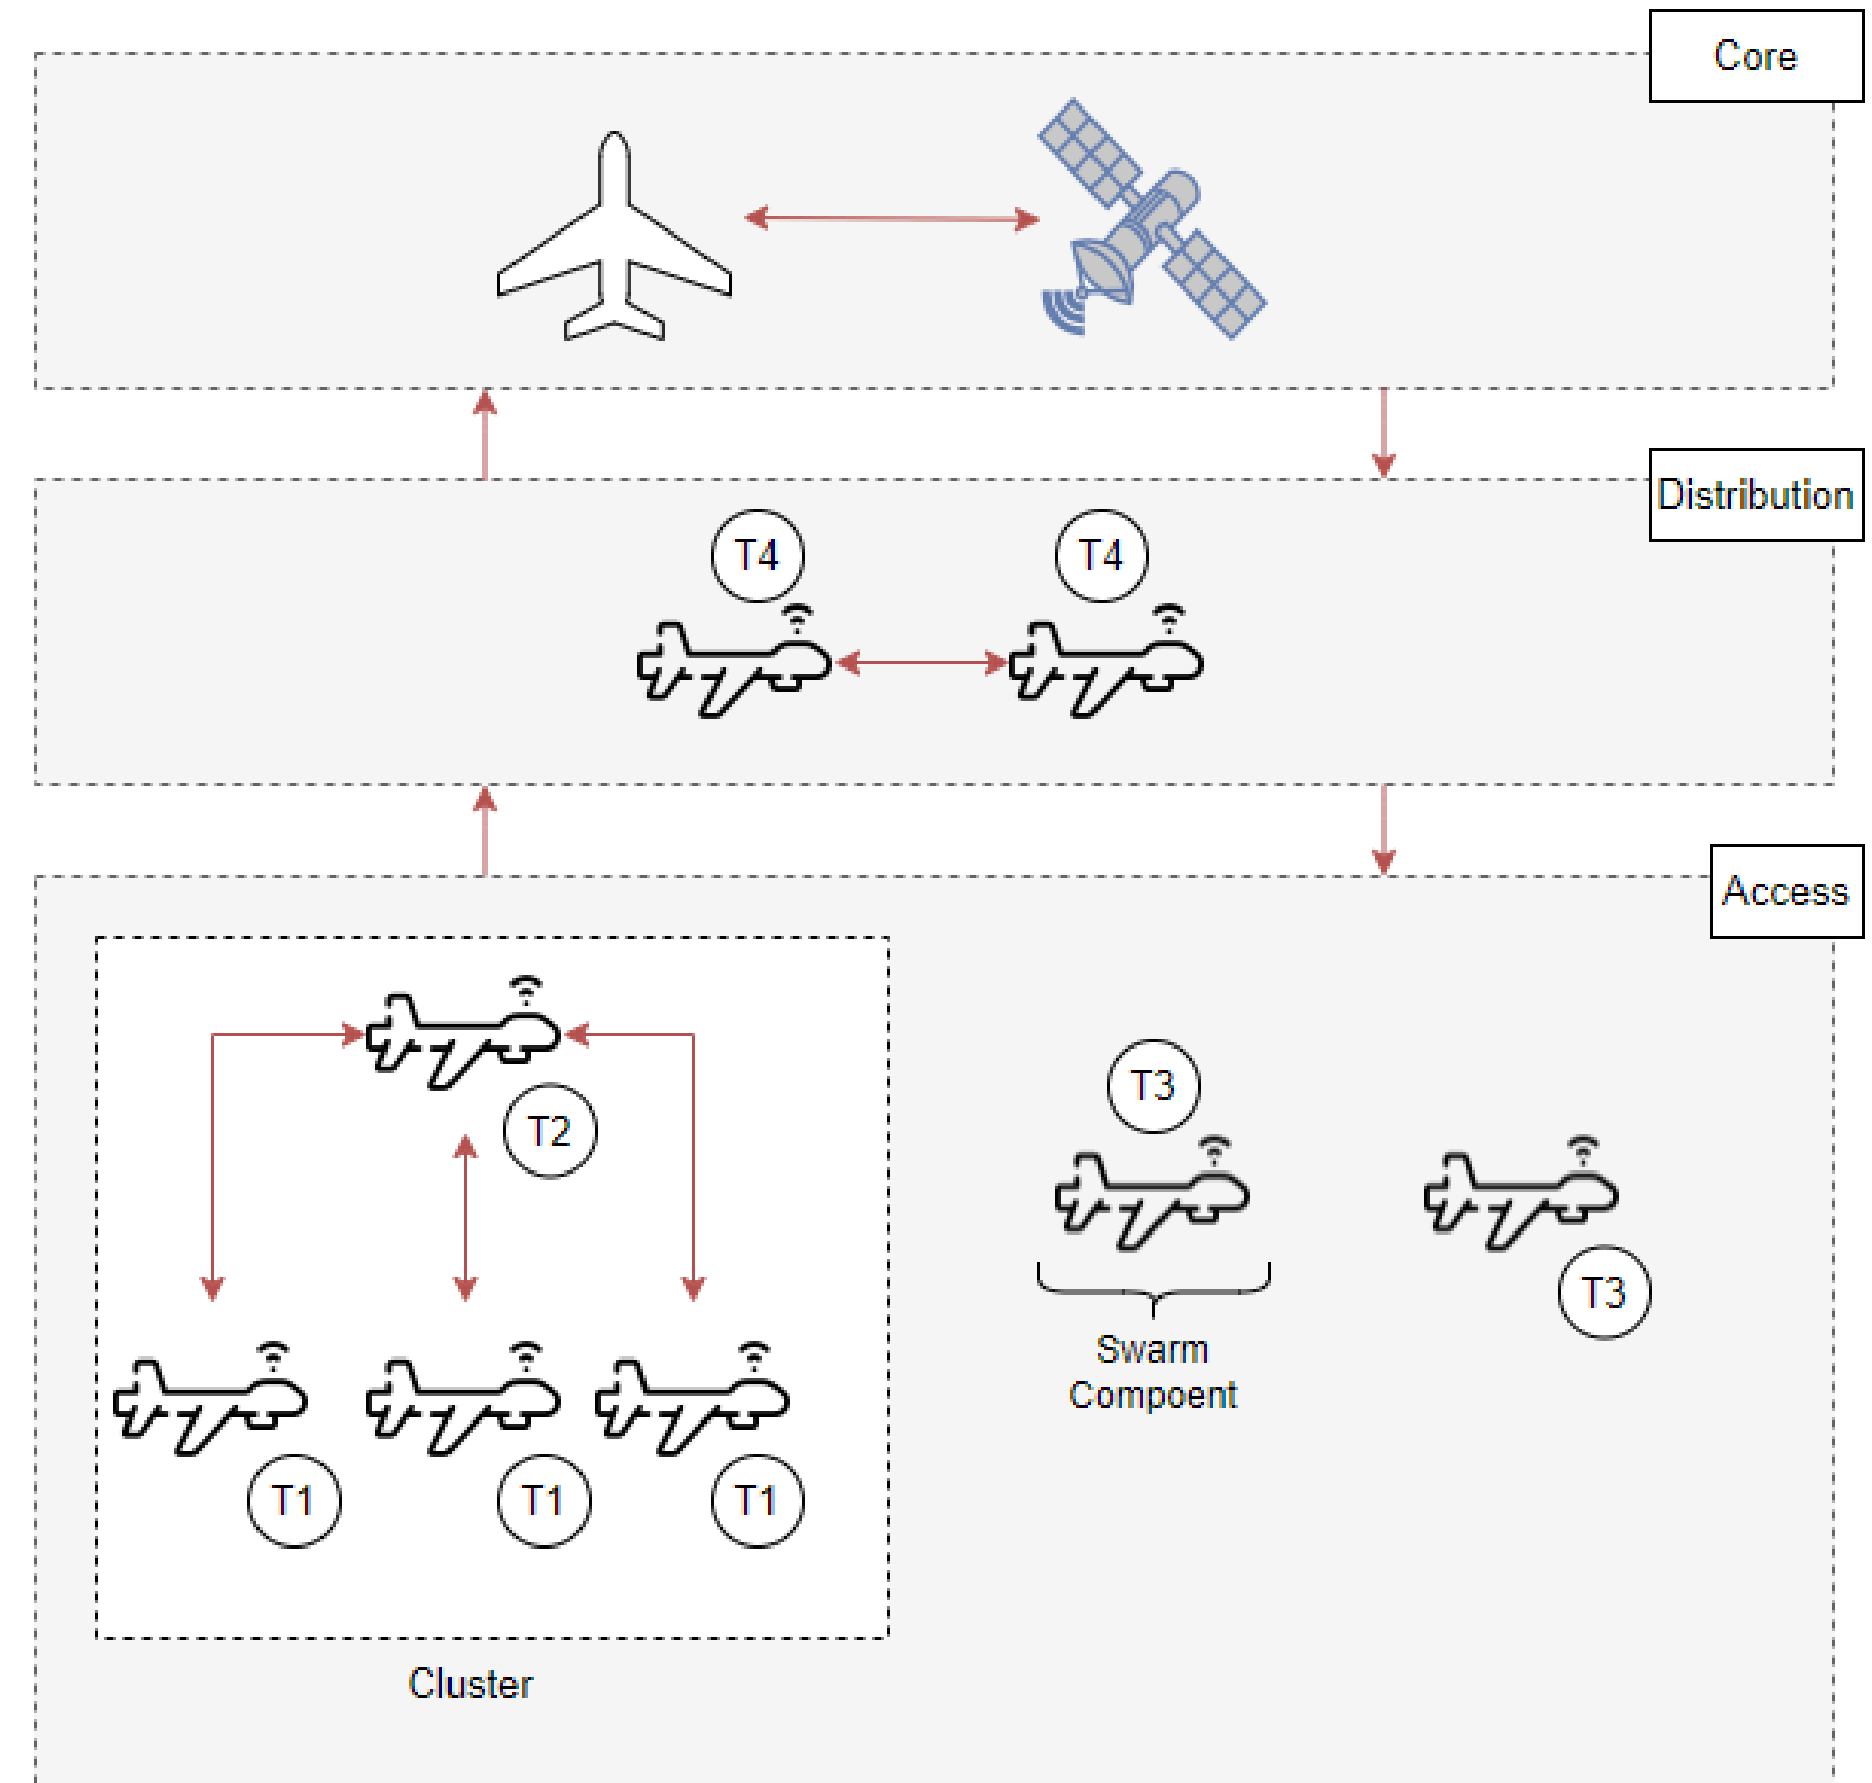 Core
Distribution
T4
T4
Access
T2
T3
T3
Swarm
Compoent
T1
T1
T1
Cluster